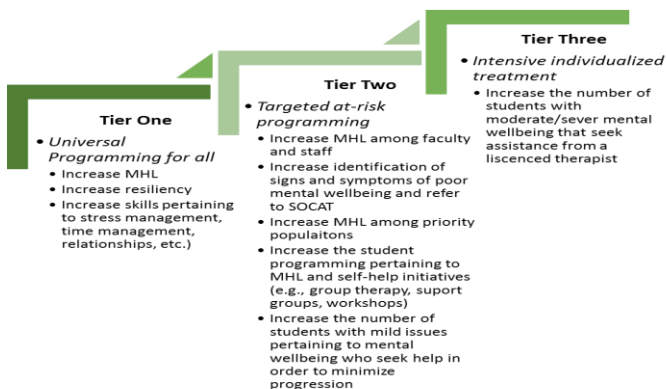 Tier One
• Universal
Programming for all
• Increase MHL
• Increase resiliency
• Increase skills pertaining
to stress management,
time management,
relationships, etc.)
Tier Two
• Targeted at-risk
programming
• Increase MHL among faculty
and staff
• Increase identification of
signs and symptoms of poor
mental wellbeing and refer
to SOCAT
• Increase MHL among priority
populaitons
• Increase the student
programming pertaining to
MHL and self-help initiatives
(e.g., group therapy, suport
groups, workshops)
• Increase the number of
students with mild issues
pertaining to mental
wellbeing who seek help in
order to minimize
progression
Tier Three
• Intensive individualized
treatment
• Increase the number of
students with
moderate/sever mental
wellbeing that seek
assistance from a
liscenced therapist